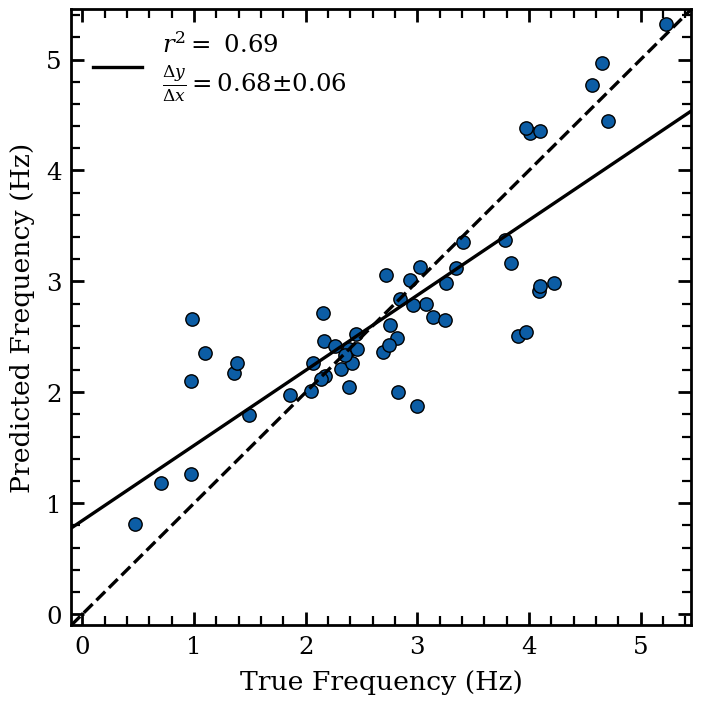 r² = 0.69
Δy/Δx = 0.68±0.06
Predicted Frequency (Hz)
5
4
3
2
1
0
0 1 2 3 4 5
True Frequency (Hz)